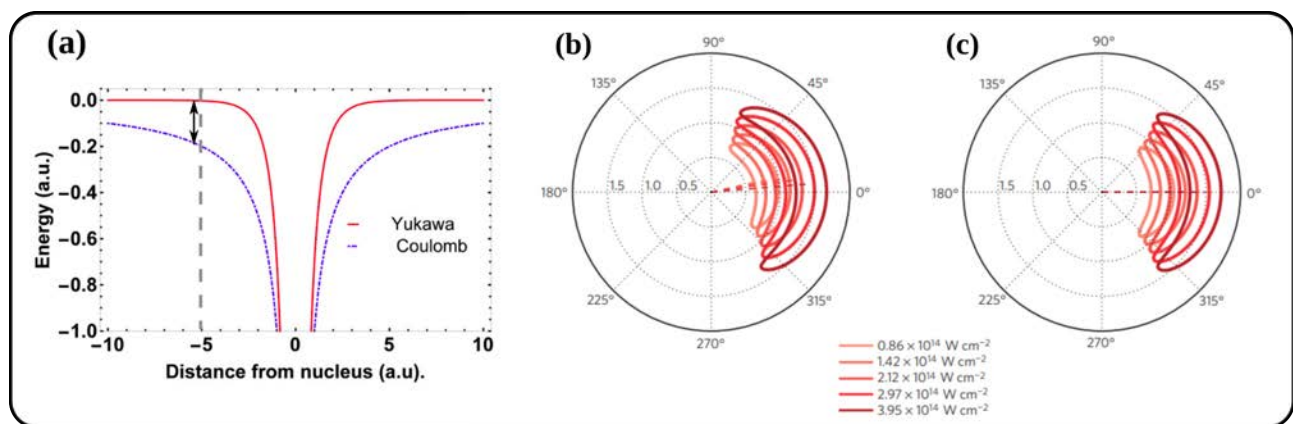 (a)
0.0
−0.2
−0.4
−0.6
−0.8
−1.0
Energy (a.u.)
Yukawa
Coulomb
−10
−5
0
5
10
Distance from nucleus (a.u).
(b)
90°
135°
45°
180°
1.5
1.0
0.5
0°
225°
315°
270°
(c)
90°
135°
45°
180°
1.5
1.0
0.5
0°
225°
315°
270°
0.86 × 10¹⁴ W cm⁻²
1.42 × 10¹⁴ W cm⁻²
2.12 × 10¹⁴ W cm⁻²
2.97 × 10¹⁴ W cm⁻²
3.95 × 10¹⁴ W cm⁻²